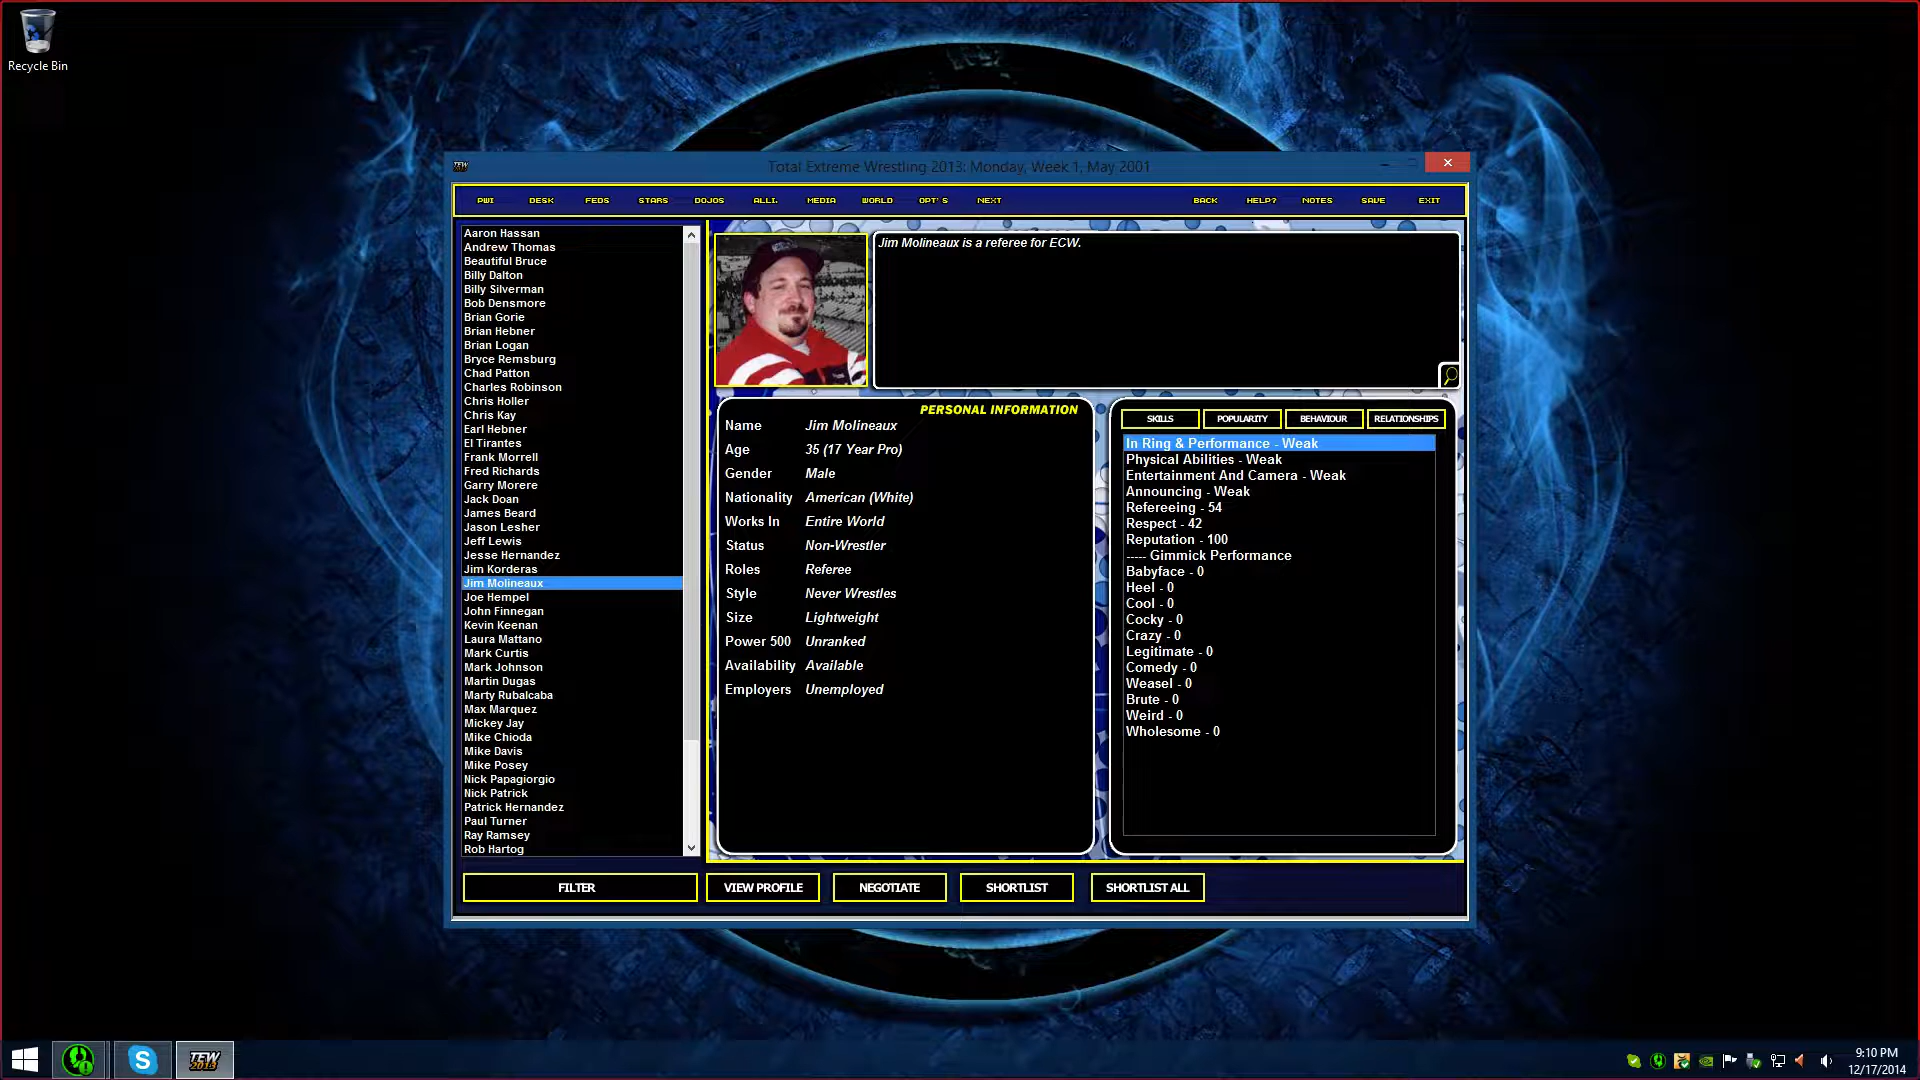 Recycle Bin
Total Extreme Wrestling 2013: Monday, Week 1, May 2001
PWI DESK FEDS STARS DOJOS ALLI. MEDIA WORLD OPT'S NEXT BACK HELP? NOTES SAVE EXIT
Aaron Hassan
Andrew Thomas
Beautiful Bruce
Billy Dalton
Billy Silverman
Bob Densmore
Brian Gorie
Brian Hebner
Brian Logan
Bryce Remsburg
Chad Patton
Charles Robinson
Chris Holler
Chris Kay
Earl Hebner
El Tirantes
Frank Morrell
Fred Richards
Garry Morere
Jack Doan
James Beard
Jason Lesher
Jeff Lewis
Jesse Hernandez
Jim Korderas
Jim Molineaux
Joe Hempel
John Finnegan
Kevin Keenan
Laura Mattano
Mark Curtis
Mark Johnson
Martin Dugas
Marty Rubalcaba
Max Marquez
Mickey Jay
Mike Chioda
Mike Davis
Mike Posey
Nick Papagiorgio
Nick Patrick
Patrick Hernandez
Paul Turner
Ray Ramsey
Rob Hartog
Jim Molineaux is a referee for ECW.
PERSONAL INFORMATION
Name Jim Molineaux
Age 35 (17 Year Pro)
Gender Male
Nationality American (White)
Works In Entire World
Status Non-Wrestler
Roles Referee
Style Never Wrestles
Size Lightweight
Power 500 Unranked
Availability Available
Employers Unemployed
SKILLS POPULARITY BEHAVIOUR RELATIONSHIPS
In Ring & Performance - Weak
Physical Abilities - Weak
Entertainment And Camera - Weak
Announcing - Weak
Refereeing - 54
Respect - 42
Reputation - 100
----- Gimmick Performance
Babyface - 0
Heel - 0
Cool - 0
Cocky - 0
Crazy - 0
Legitimate - 0
Comedy - 0
Weasel - 0
Brute - 0
Weird - 0
Wholesome - 0
FILTER VIEW PROFILE NEGOTIATE SHORTLIST SHORTLIST ALL
TEW 2013
9:10 PM
12/17/2014